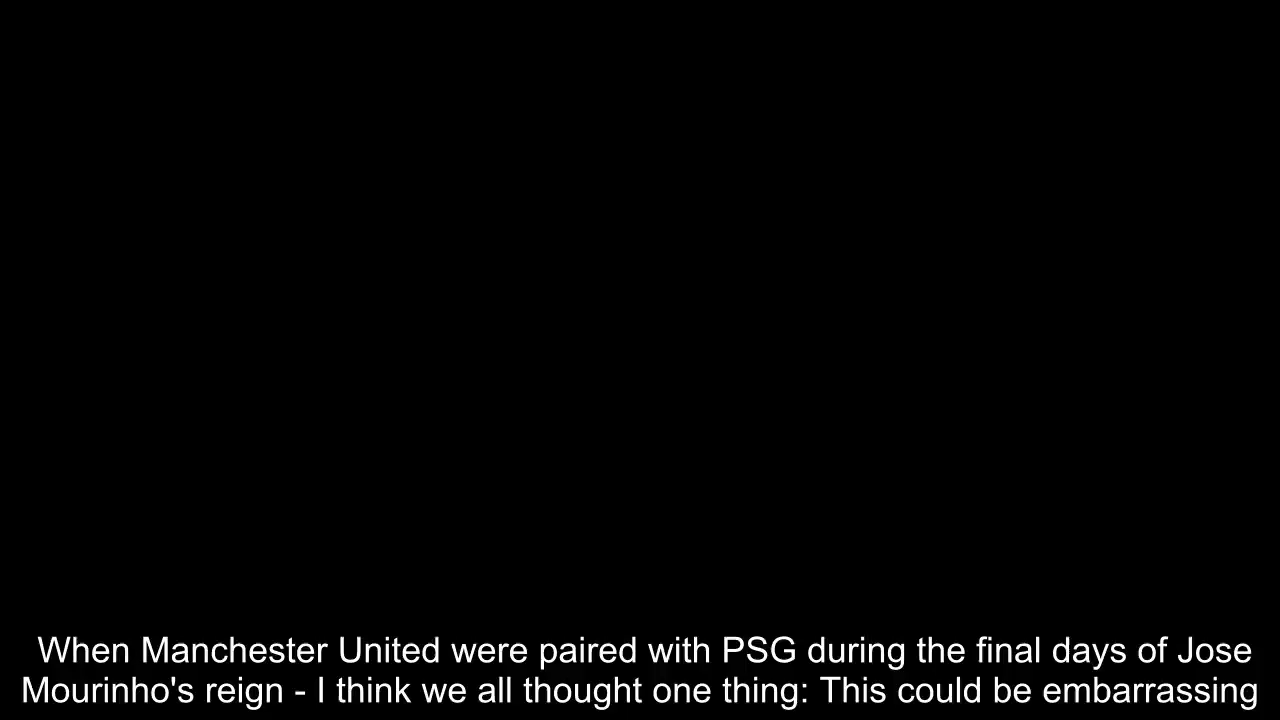 When Manchester United were paired with PSG during the final days of Jose
Mourinho's reign - I think we all thought one thing: This could be embarrassing